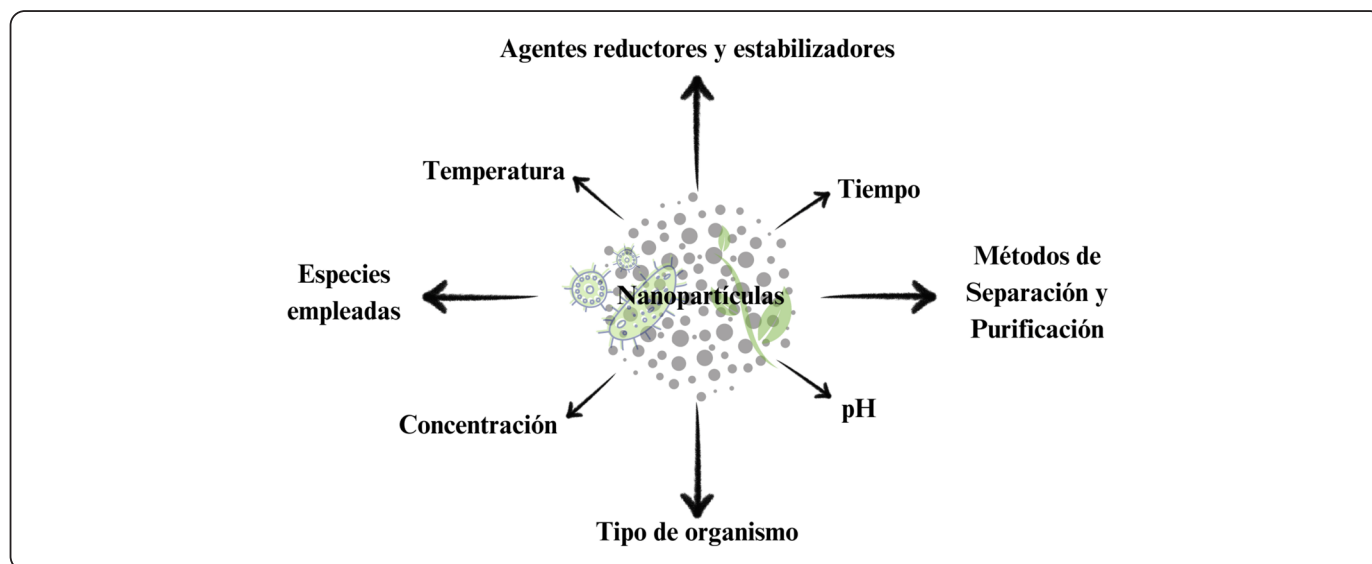 Agentes reductores y estabilizadores
Temperatura
Tiempo
Especies
empleadas
Nanopartículas
Métodos de
Separación y
Purificación
Concentración
pH
Tipo de organismo